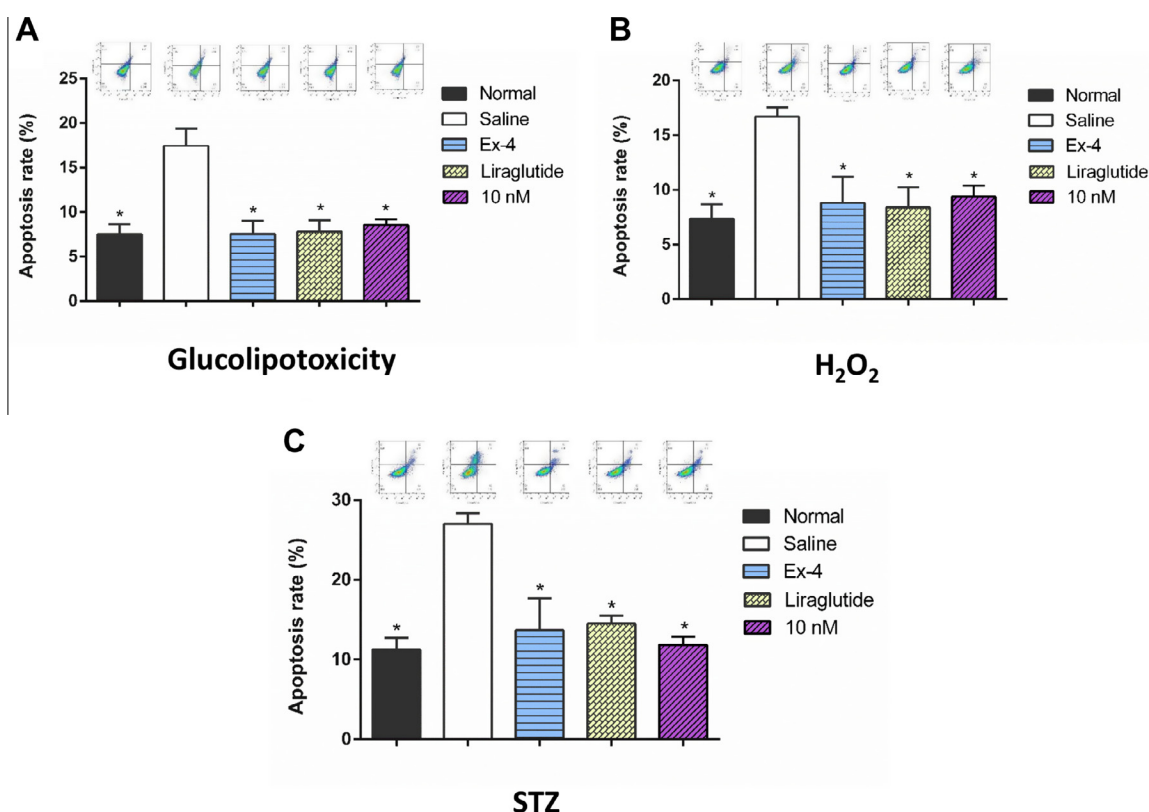 A
25
20
15
10
5
0
Apoptosis rate (%)
* * * *
Normal
Saline
Ex-4
Liraglutide
10 nM
Glucolipotoxicity
B
20
15
10
5
0
Apoptosis rate (%)
* * * *
Normal
Saline
Ex-4
Liraglutide
10 nM
H₂O₂
C
30
20
10
0
Apoptosis rate (%)
* * * *
Normal
Saline
Ex-4
Liraglutide
10 nM
STZ